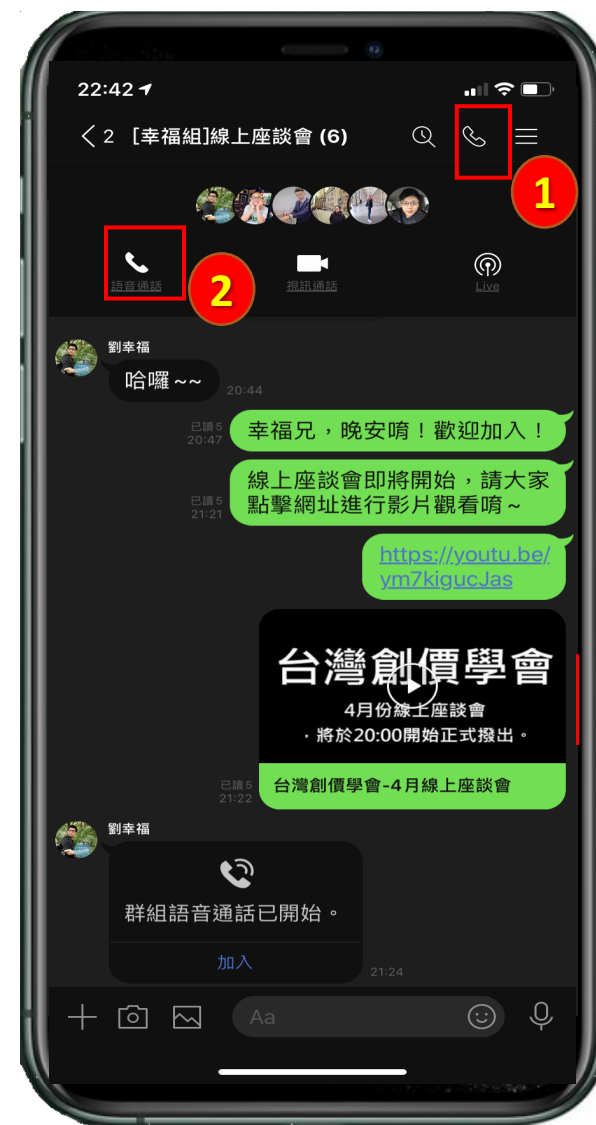 22:42
2 [幸福組]線上座談會 (6)
1
語音通話
2
視訊通話
Live
劉幸福
哈囉~~
20:44
幸福兄，晚安唷！歡迎加入！
已讀 5
20:47
線上座談會即將開始，請大家
點擊網址進行影片觀看唷~
已讀 5
21:21
https://youtu.be/
ym7kigucJas
台灣創價學會
4月份線上座談會
，將於20:00開始正式撥出。
台灣創價學會-4月線上座談會
已讀 5
21:22
劉幸福
群組語音通話已開始。
加入
21:24
Aa